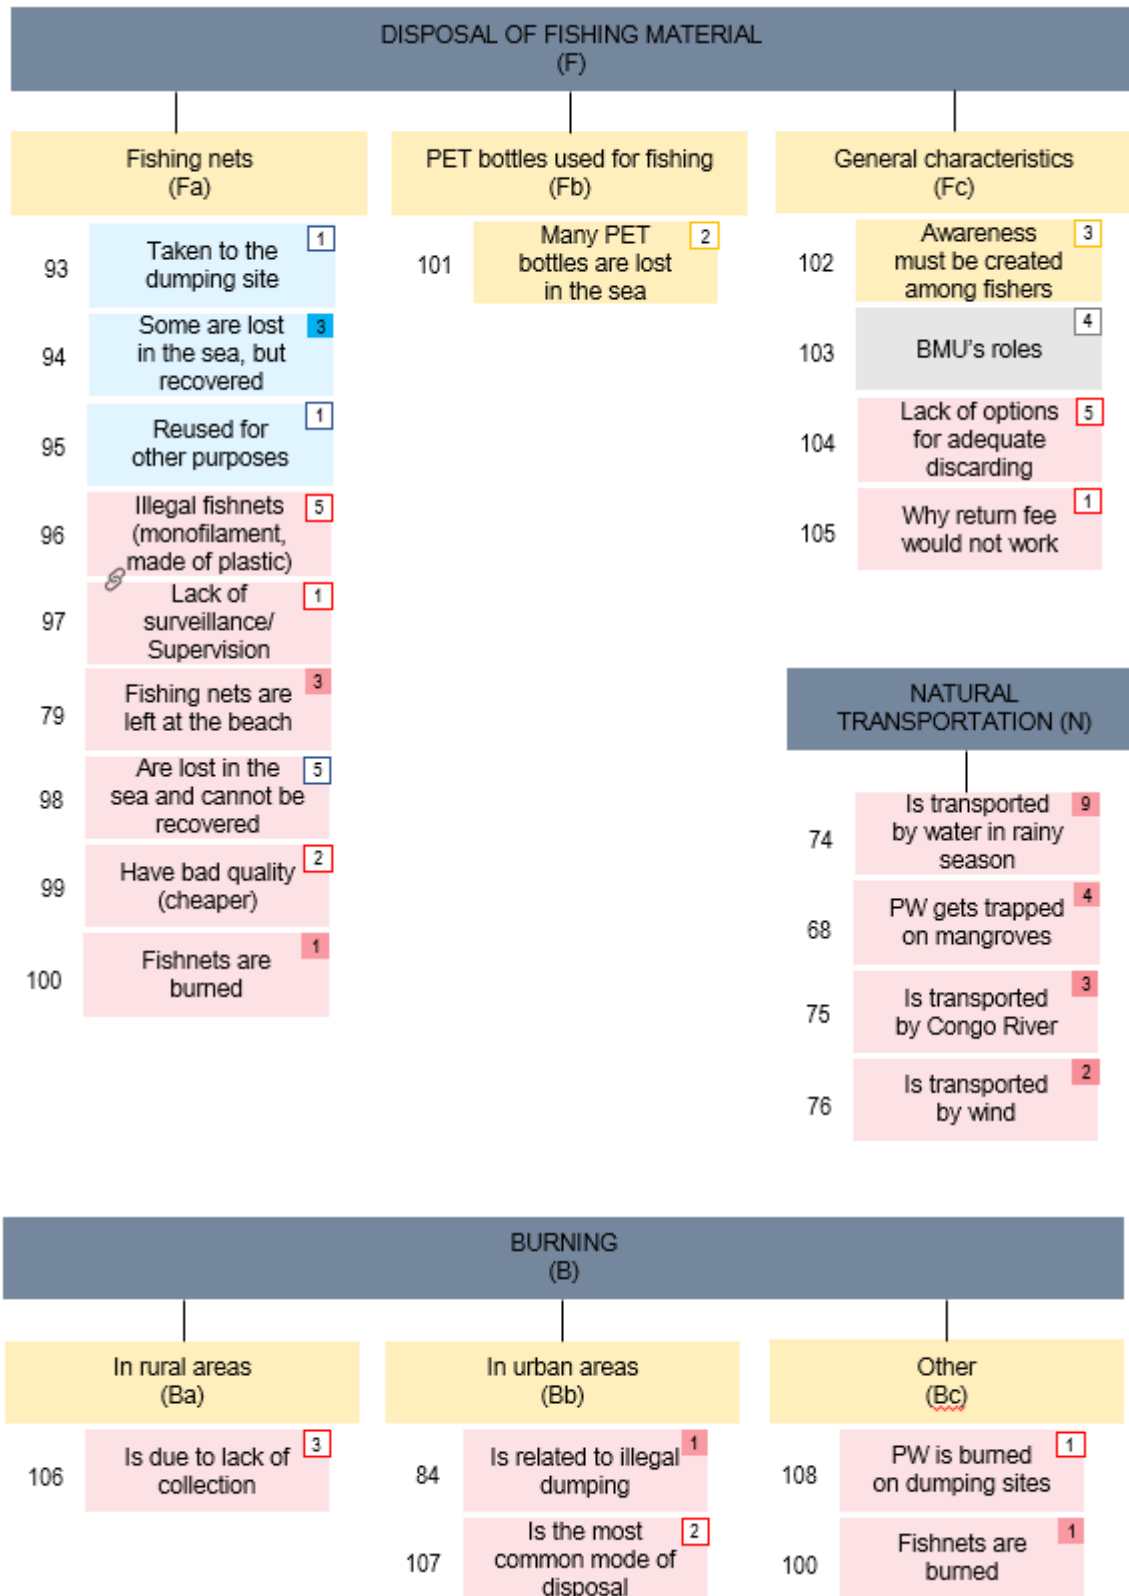 DISPOSAL OF FISHING MATERIAL
(F)
Fishing nets
(Fa)
93
Taken to the
dumping site
1
94
Some are lost
in the sea, but
recovered
3
95
Reused for
other purposes
1
96
Illegal fishnets
(monofilament,
made of plastic)
5
97
Lack of
surveillance/
Supervision
1
79
Fishing nets are
left at the beach
3
98
Are lost in the
sea and cannot be
recovered
5
99
Have bad quality
(cheaper)
2
100
Fishnets are
burned
1
PET bottles used for fishing
(Fb)
101
Many PET
bottles are lost
in the sea
2
General characteristics
(Fc)
102
Awareness
must be created
among fishers
3
103
BMU's roles
4
104
Lack of options
for adequate
discarding
5
105
Why return fee
would not work
1
NATURAL
TRANSPORTATION (N)
74
Is transported
by water in rainy
season
9
68
PW gets trapped
on mangroves
4
75
Is transported
by Congo River
3
76
Is transported
by wind
2
BURNING
(B)
In rural areas
(Ba)
106
Is due to lack of
collection
3
In urban areas
(Bb)
84
Is related to illegal
dumping
1
107
Is the most
common mode of
disposal
2
Other
(Bc)
108
PW is burned
on dumping sites
1
100
Fishnets are
burned
1